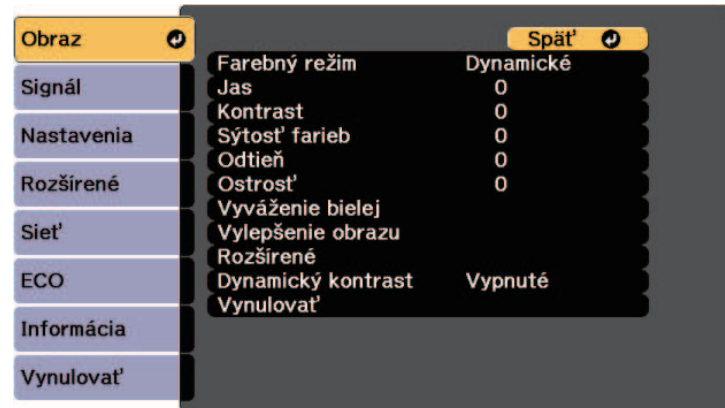 Obraz
Signál
Nastavenia
Rozšírené
Sieť
ECO
Informácia
Vynulovať
Späť
Farebný režim Dynamické
Jas 0
Kontrast 0
Sýtosť farieb 0
Odtieň 0
Ostrosť 0
Vyváženie bielej
Vylepšenie obrazu
Rozšírené
Dynamický kontrast Vypnuté
Vynulovať